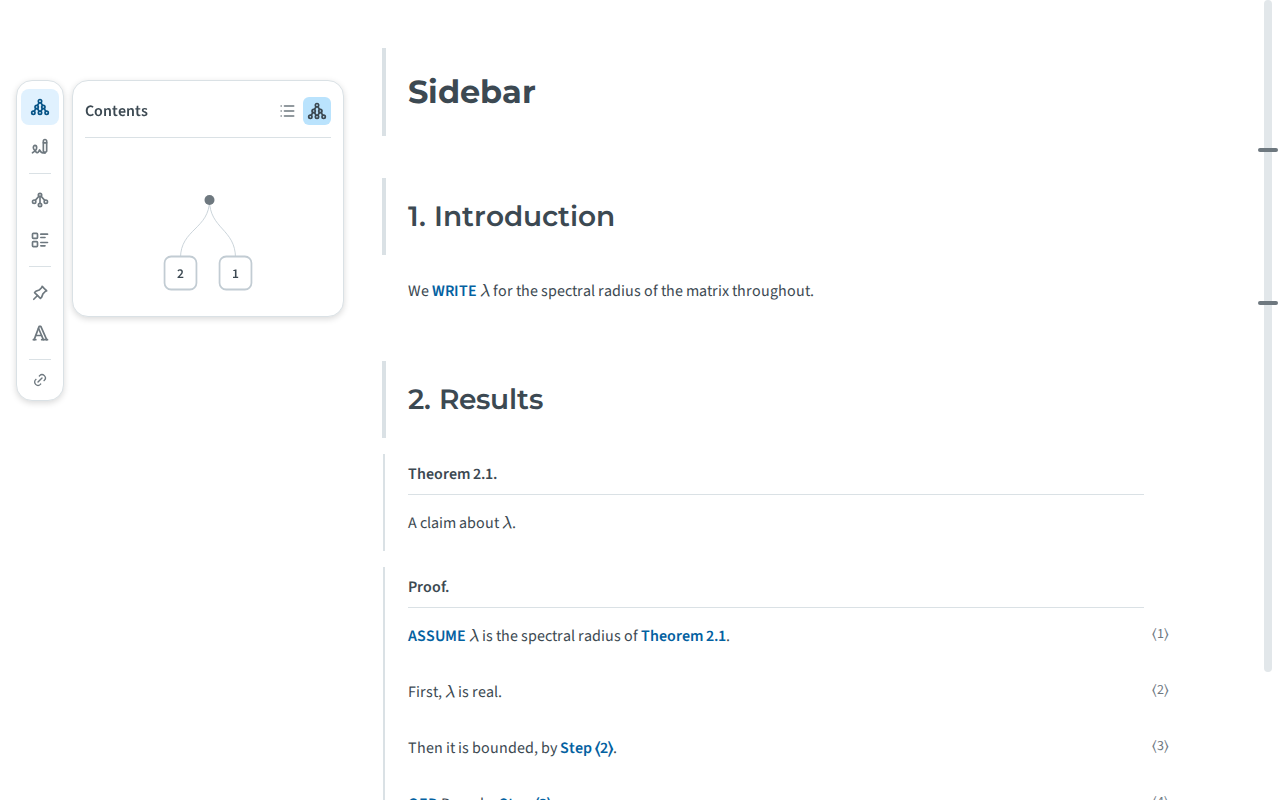 Contents
2 1
Sidebar
1. Introduction
We WRITE λ for the spectral radius of the matrix throughout.
2. Results
Theorem 2.1.
A claim about λ.
Proof.
ASSUME λ is the spectral radius of Theorem 2.1. ⟨1⟩
First, λ is real. ⟨2⟩
Then it is bounded, by Step ⟨2⟩. ⟨3⟩